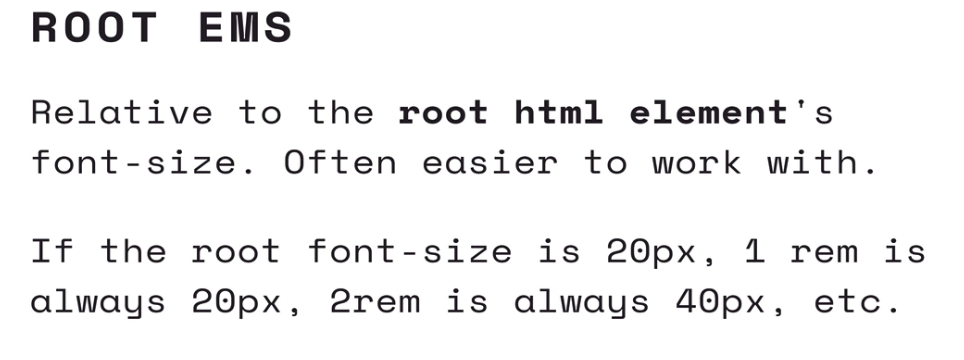 ROOT EMS
Relative to the root html element's
font-size. Often easier to work with.
If the root font-size is 20px, 1 rem is
always 20px, 2rem is always 40px, etc.